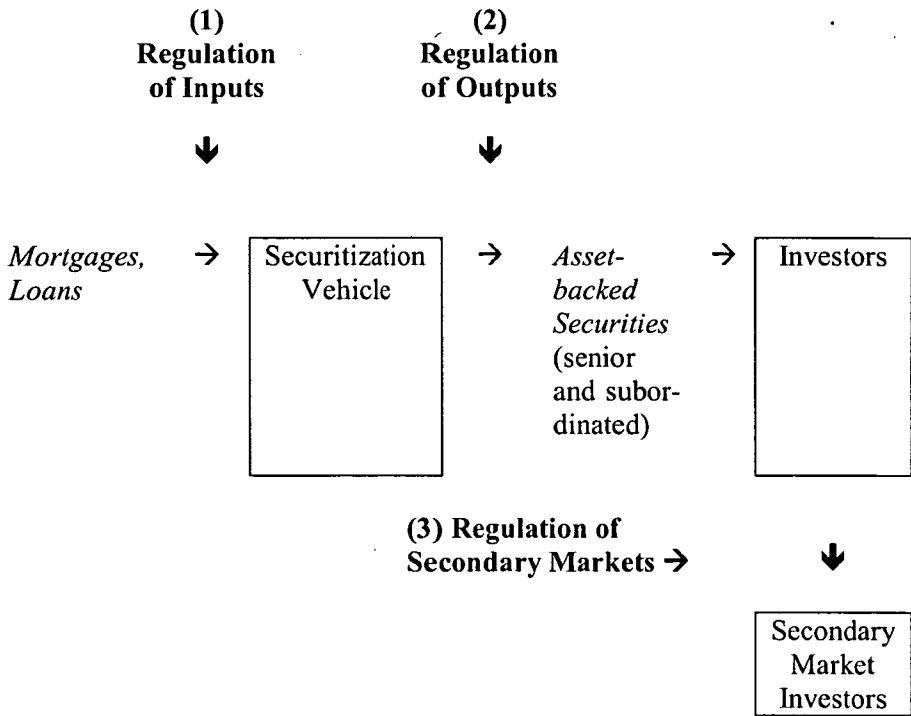 (1)
Regulation
of Inputs
(2)
Regulation
of Outputs
Mortgages,
Loans
Securitization
Vehicle
Asset-
backed
Securities
(senior
and subor-
dinated)
Investors
(3) Regulation of
Secondary Markets →
Secondary
Market
Investors